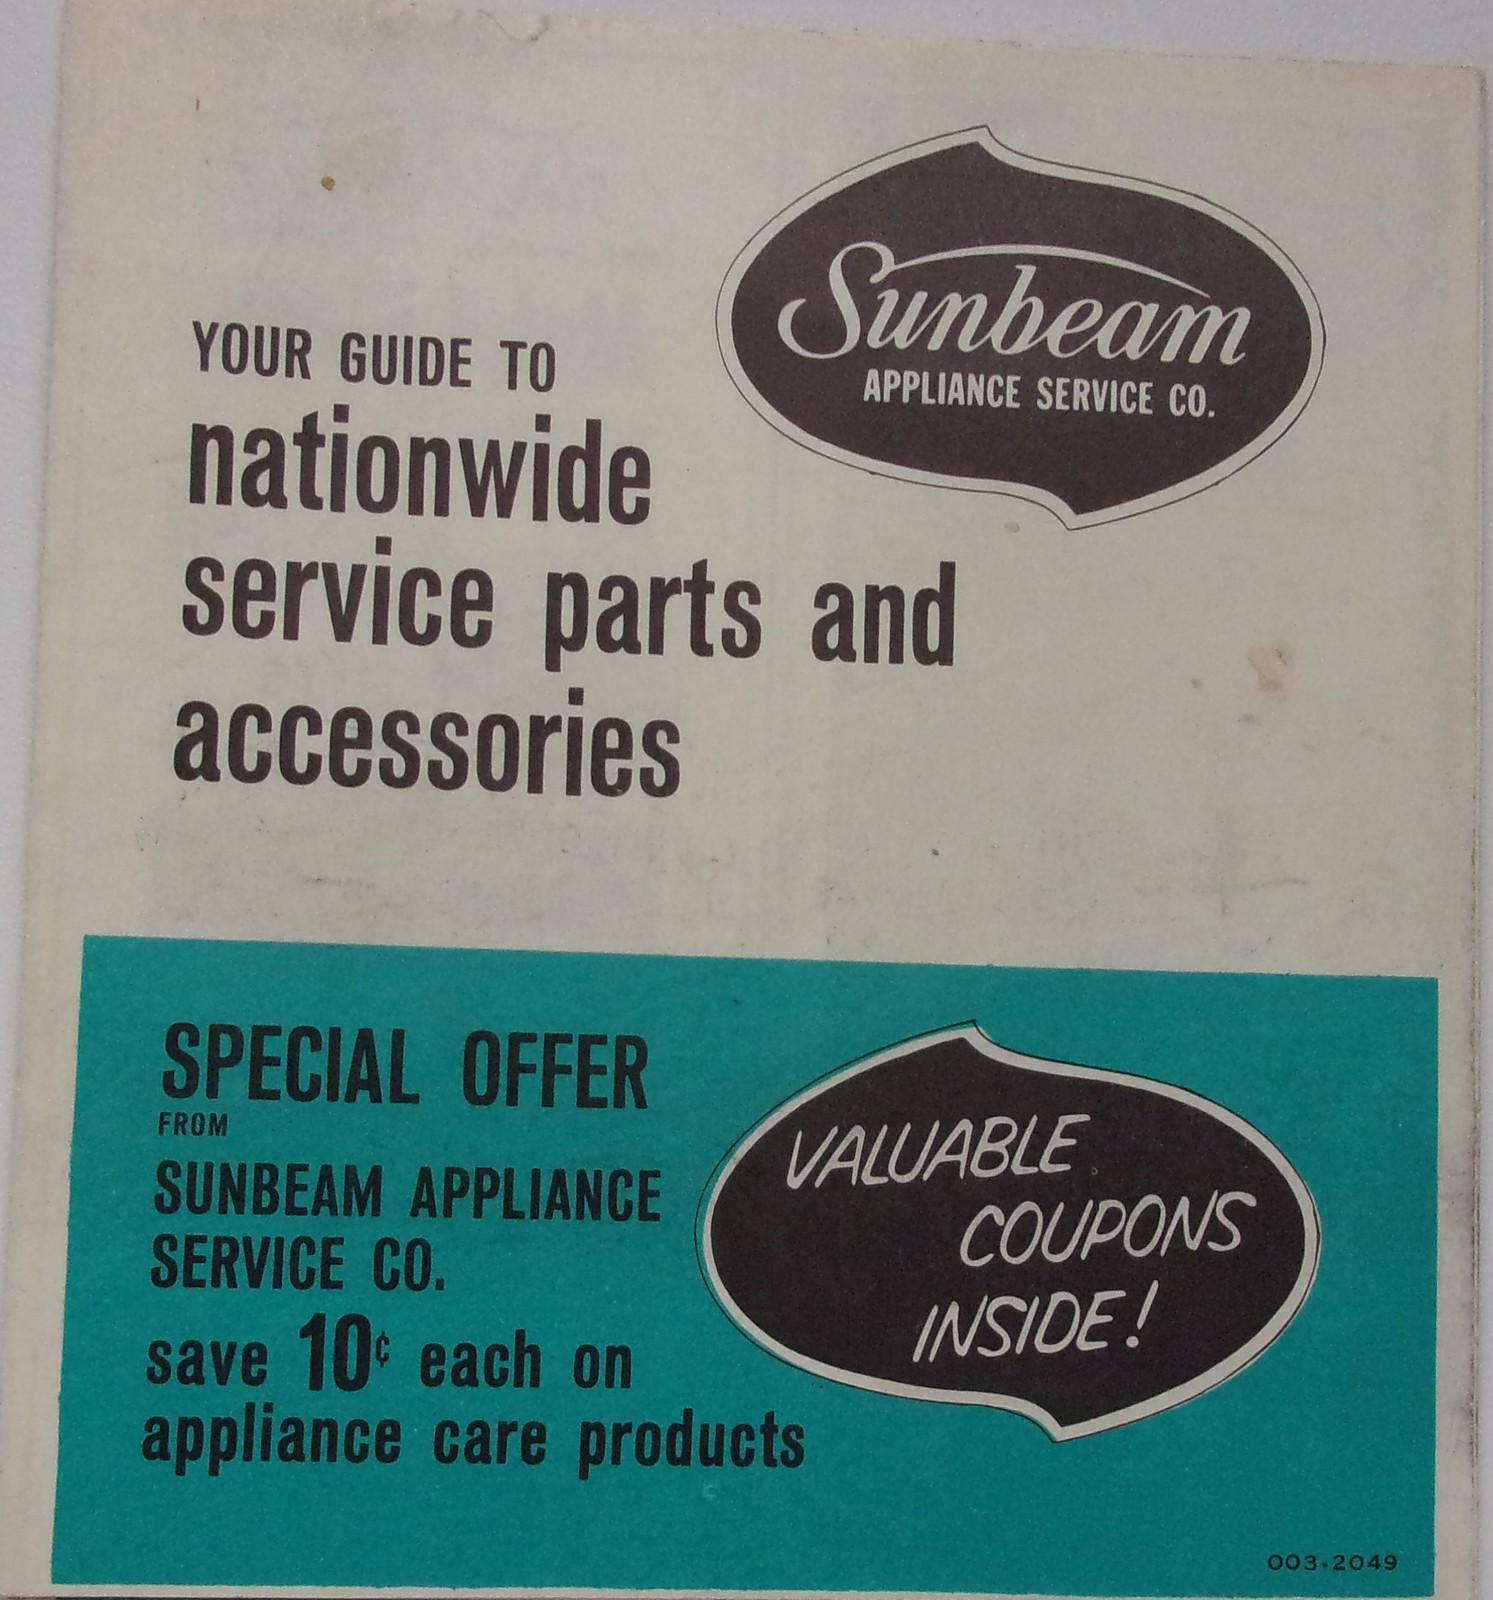 Sunbeam
APPLIANCE SERVICE CO.
YOUR GUIDE TO
nationwide
service parts and
accessories
SPECIAL OFFER
FROM
SUNBEAM APPLIANCE
SERVICE CO.
save 10¢ each on
appliance care products
VALUABLE
COUPONS
INSIDE!
003-2049